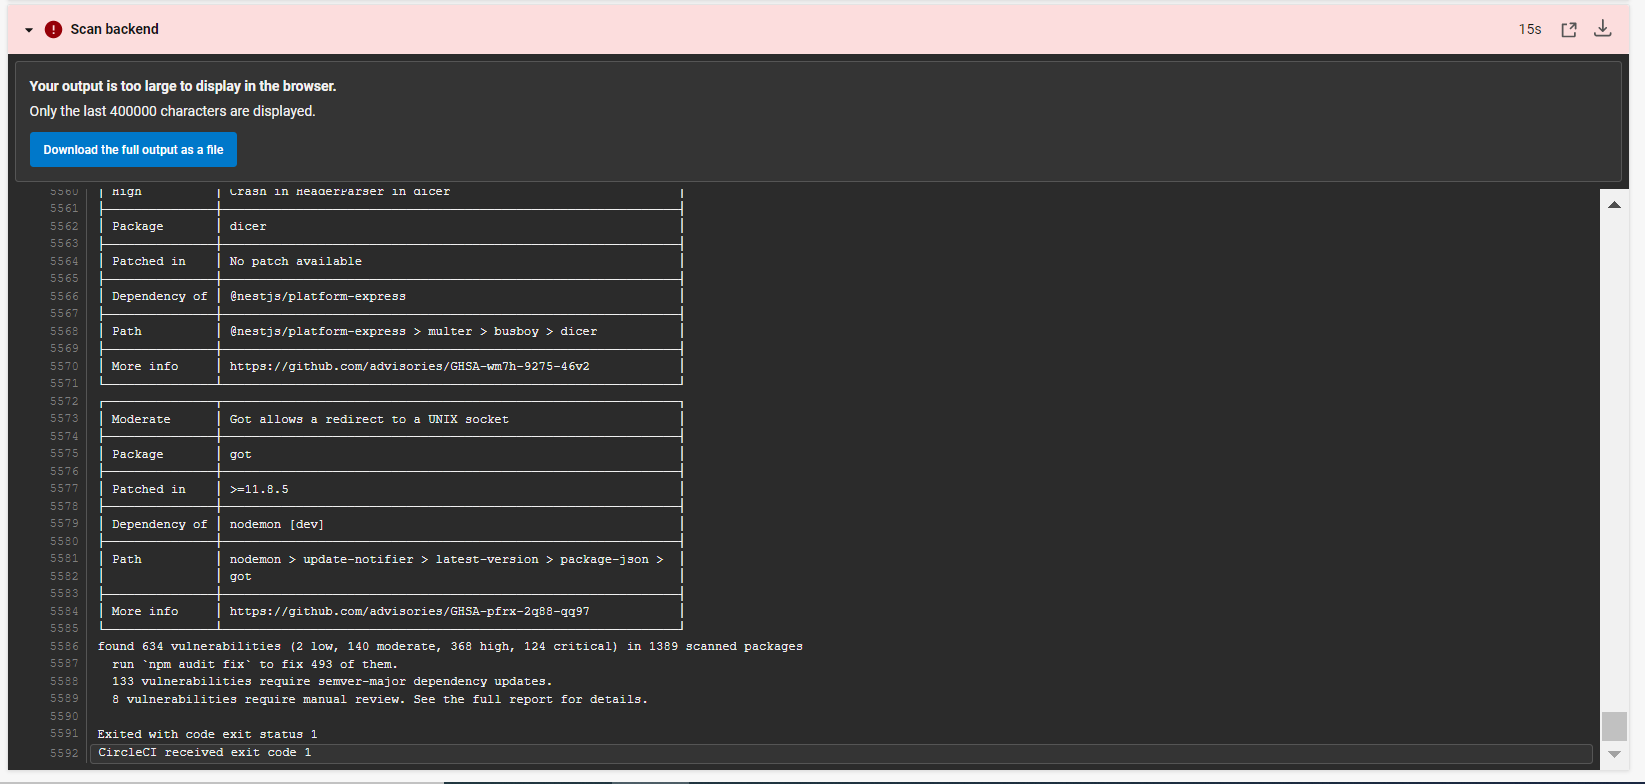 Scan backend
15s
Your output is too large to display in the browser.
Only the last 400000 characters are displayed.
Download the full output as a file
5560 | High | Crash in HeaderParser in dicer |
5561
5562 | Package | dicer |
5563
5564 | Patched in | No patch available |
5565
5566 | Dependency of | @nestjs/platform-express |
5567
5568 | Path | @nestjs/platform-express > multer > busboy > dicer |
5569
5570 | More info | https://github.com/advisories/GHSA-wm7h-9275-46v2 |
5571
5572
5573 | Moderate | Got allows a redirect to a UNIX socket |
5574
5575 | Package | got |
5576
5577 | Patched in | >=11.8.5 |
5578
5579 | Dependency of | nodemon [dev] |
5580
5581 | Path | nodemon > update-notifier > latest-version > package-json > |
5582 | | got |
5583
5584 | More info | https://github.com/advisories/GHSA-pfrx-2q88-qq97 |
5585
5586 found 634 vulnerabilities (2 low, 140 moderate, 368 high, 124 critical) in 1389 scanned packages
5587 run `npm audit fix` to fix 493 of them.
5588 133 vulnerabilities require semver-major dependency updates.
5589 8 vulnerabilities require manual review. See the full report for details.
5590
5591 Exited with code exit status 1
5592 CircleCI received exit code 1